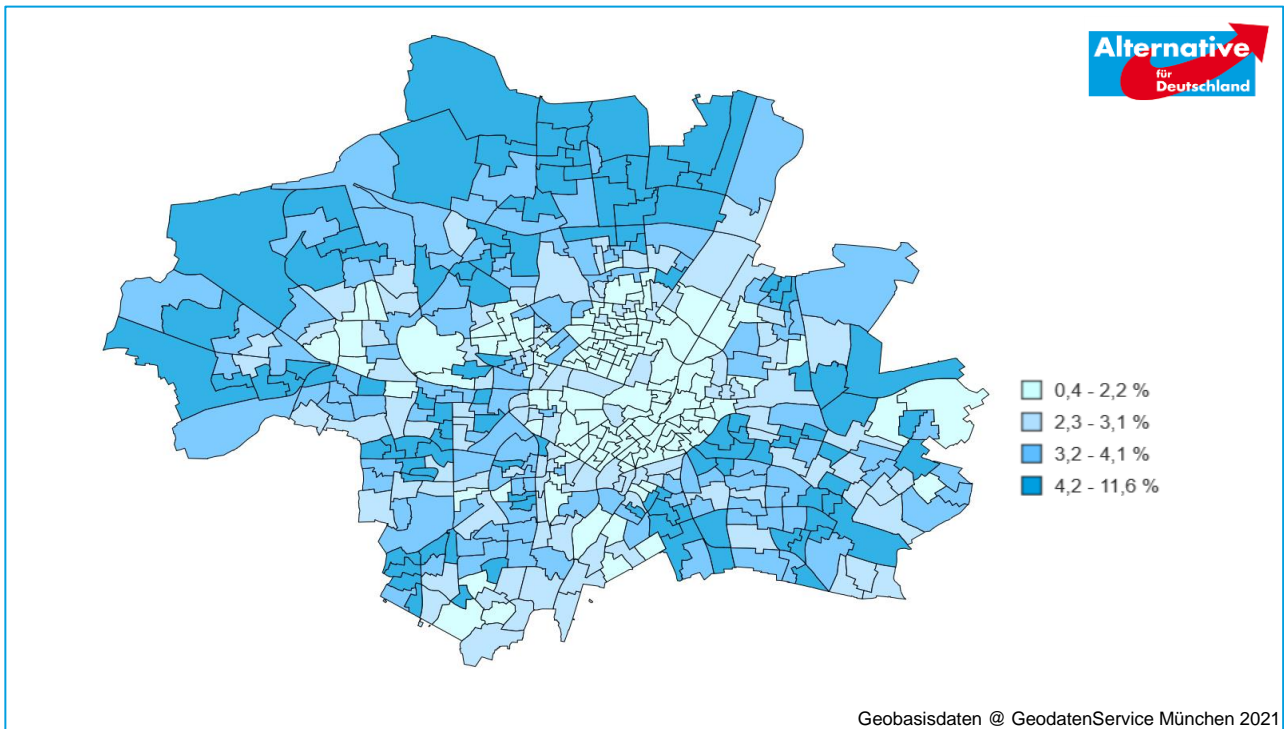 Alternative
für
Deutschland
0,4 - 2,2 %
2,3 - 3,1 %
3,2 - 4,1 %
4,2 - 11,6 %
Geobasisdaten @ GeodatenService München 2021